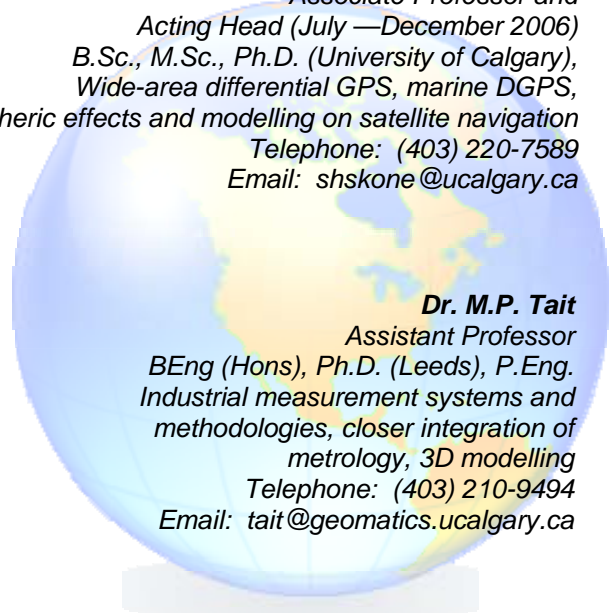 Associate Professor and
Acting Head (July —December 2006)
B.Sc., M.Sc., Ph.D. (University of Calgary),
Wide-area differential GPS, marine DGPS,
effects and modelling on satellite navigation
Telephone: (403) 220-7589
Email: shskone@ucalgary.ca
Dr. M.P. Tait
Assistant Professor
BEng (Hons), Ph.D. (Leeds), P.Eng.
Industrial measurement systems and
methodologies, closer integration of
metrology, 3D modelling
Telephone: (403) 210-9494
Email: tait@geomatics.ucalgary.ca